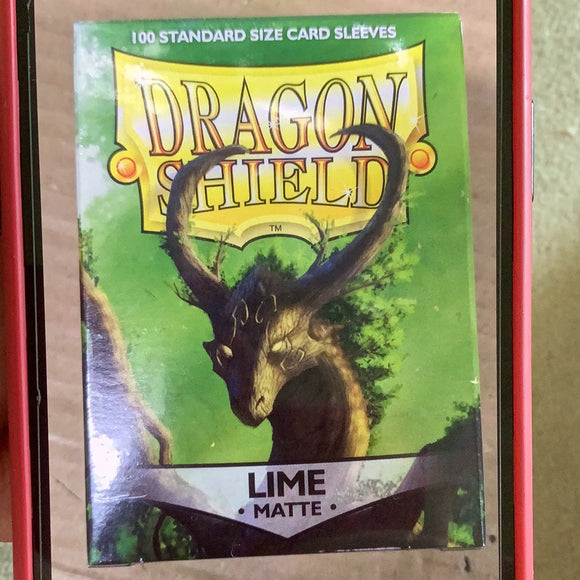 100 STANDARD SIZE CARD SLEEVES
DRAGON
SHIELD
TM
LIME
• MATTE •